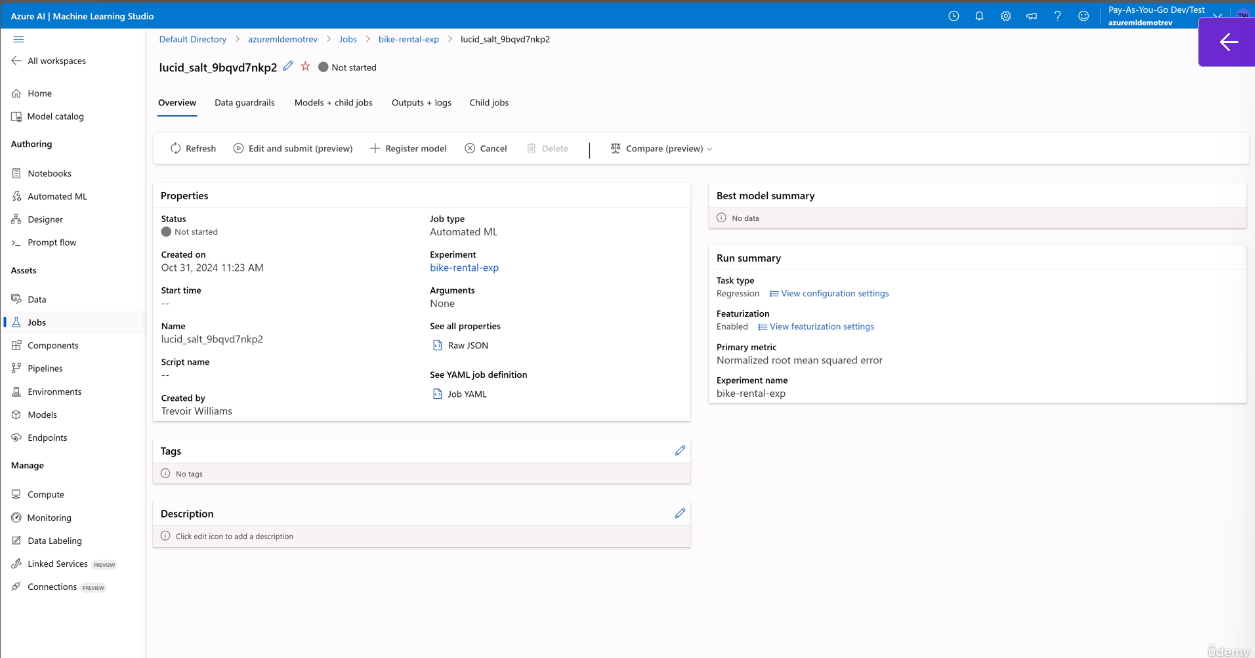 Azure AI | Machine Learning Studio
Pay-As-You-Go Dev/Test
azuremldemotrev
TW
All workspaces
Home
Model catalog
Authoring
Notebooks
Automated ML
Designer
Prompt flow
Assets
Data
Jobs
Components
Pipelines
Environments
Models
Endpoints
Manage
Compute
Monitoring
Data Labeling
Linked Services PREVIEW
Connections PREVIEW
Default Directory > azuremldemotrev > Jobs > bike-rental-exp > lucid_salt_9bqvd7nkp2
lucid_salt_9bqvd7nkp2 Not started
Overview Data guardrails Models + child jobs Outputs + logs Child jobs
Refresh Edit and submit (preview) Register model Cancel Delete | Compare (preview)
Properties
Status
Not started
Created on
Oct 31, 2024 11:23 AM
Start time
--
Name
lucid_salt_9bqvd7nkp2
Script name
--
Created by
Trevoir Williams
Job type
Automated ML
Experiment
bike-rental-exp
Arguments
None
See all properties
Raw JSON
See YAML job definition
Job YAML
Tags
No tags
Description
Click edit icon to add a description
Best model summary
No data
Run summary
Task type
Regression View configuration settings
Featurization
Enabled View featurization settings
Primary metric
Normalized root mean squared error
Experiment name
bike-rental-exp
ûdemy